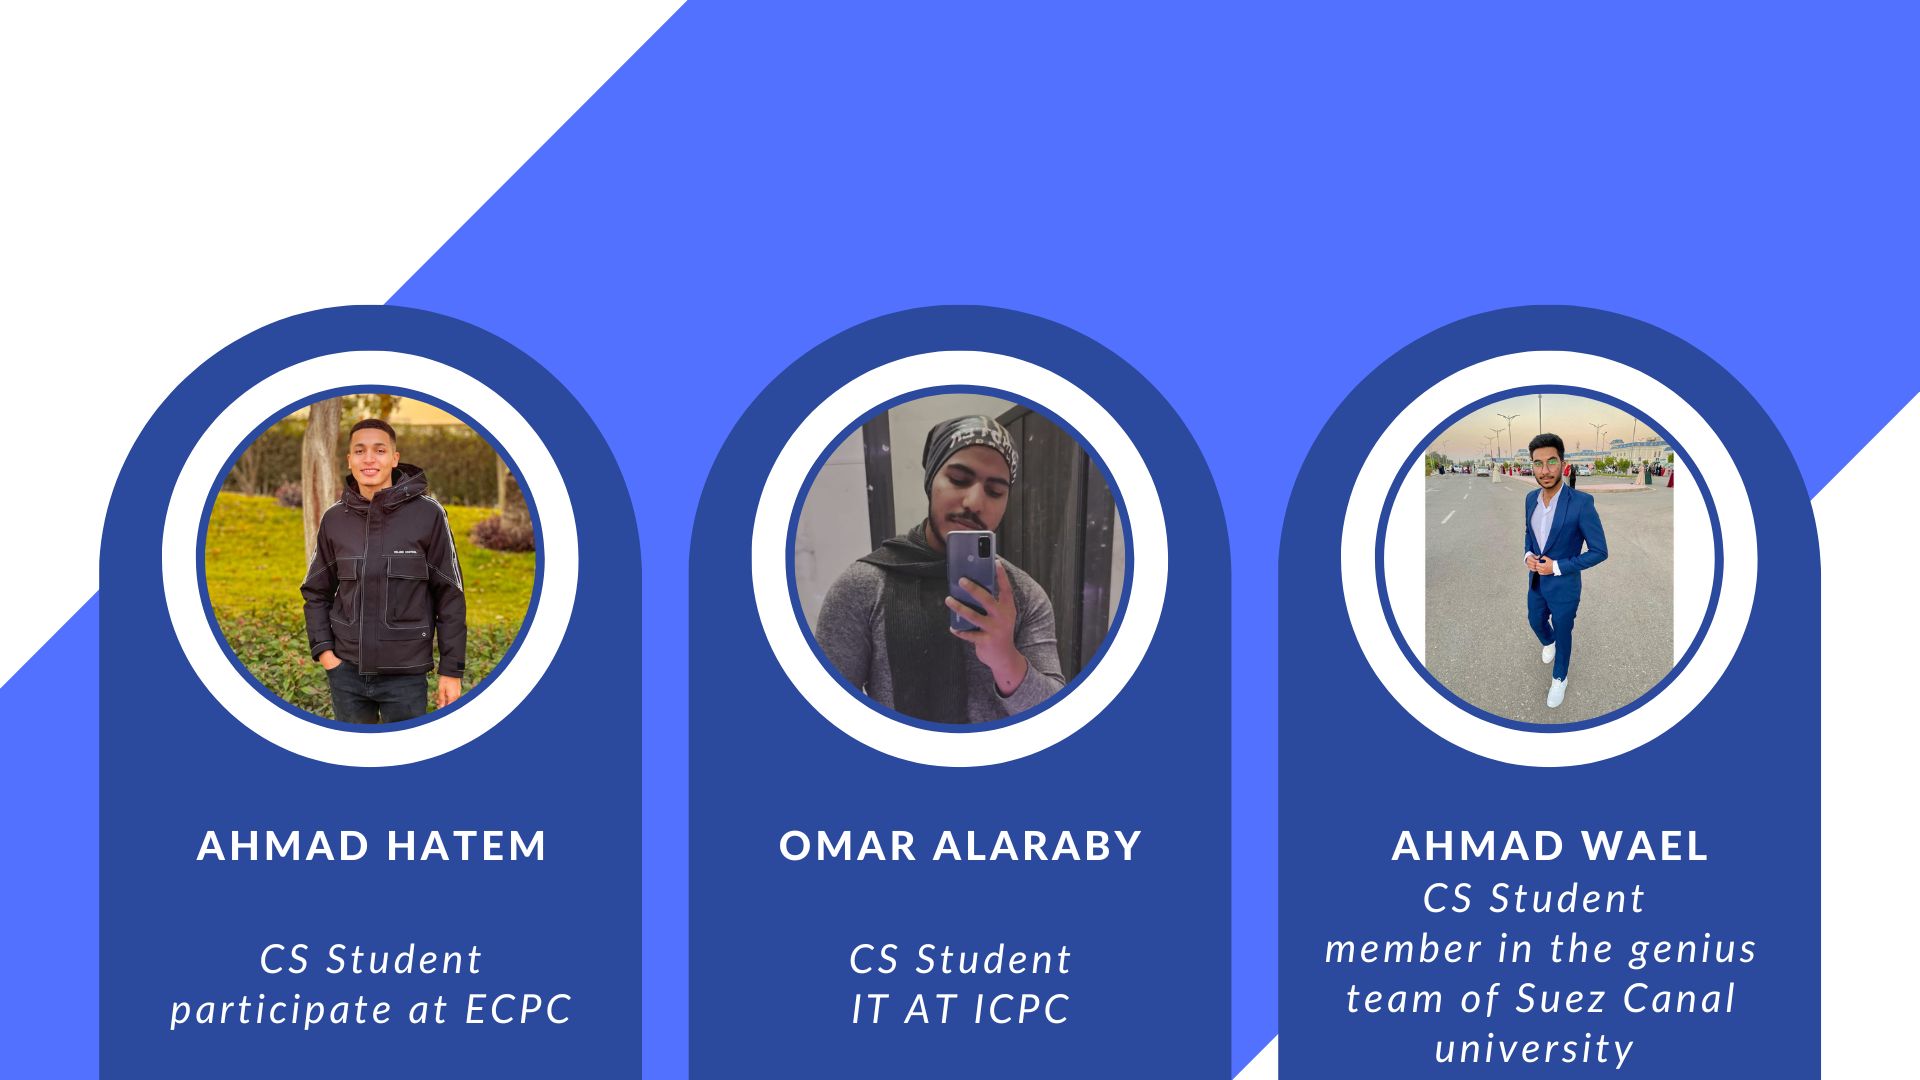 AHMAD HATEM
CS Student
participate at ECPC
OMAR ALARABY
CS Student
IT AT ICPC
AHMAD WAEL
CS Student
member in the genius
team of Suez Canal
university